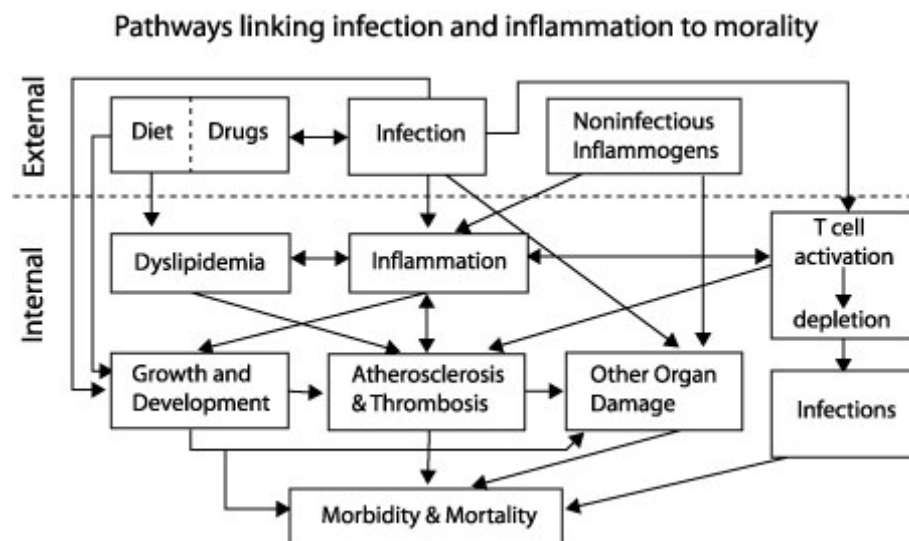 Pathways linking infection and inflammation to morality
External
Diet
Drugs
Infection
Noninfectious
Inflammogens
Internal
Dyslipidemia
Inflammation
T cell
activation
depletion
Growth and
Development
Atherosclerosis
& Thrombosis
Other Organ
Damage
Infections
Morbidity & Mortality